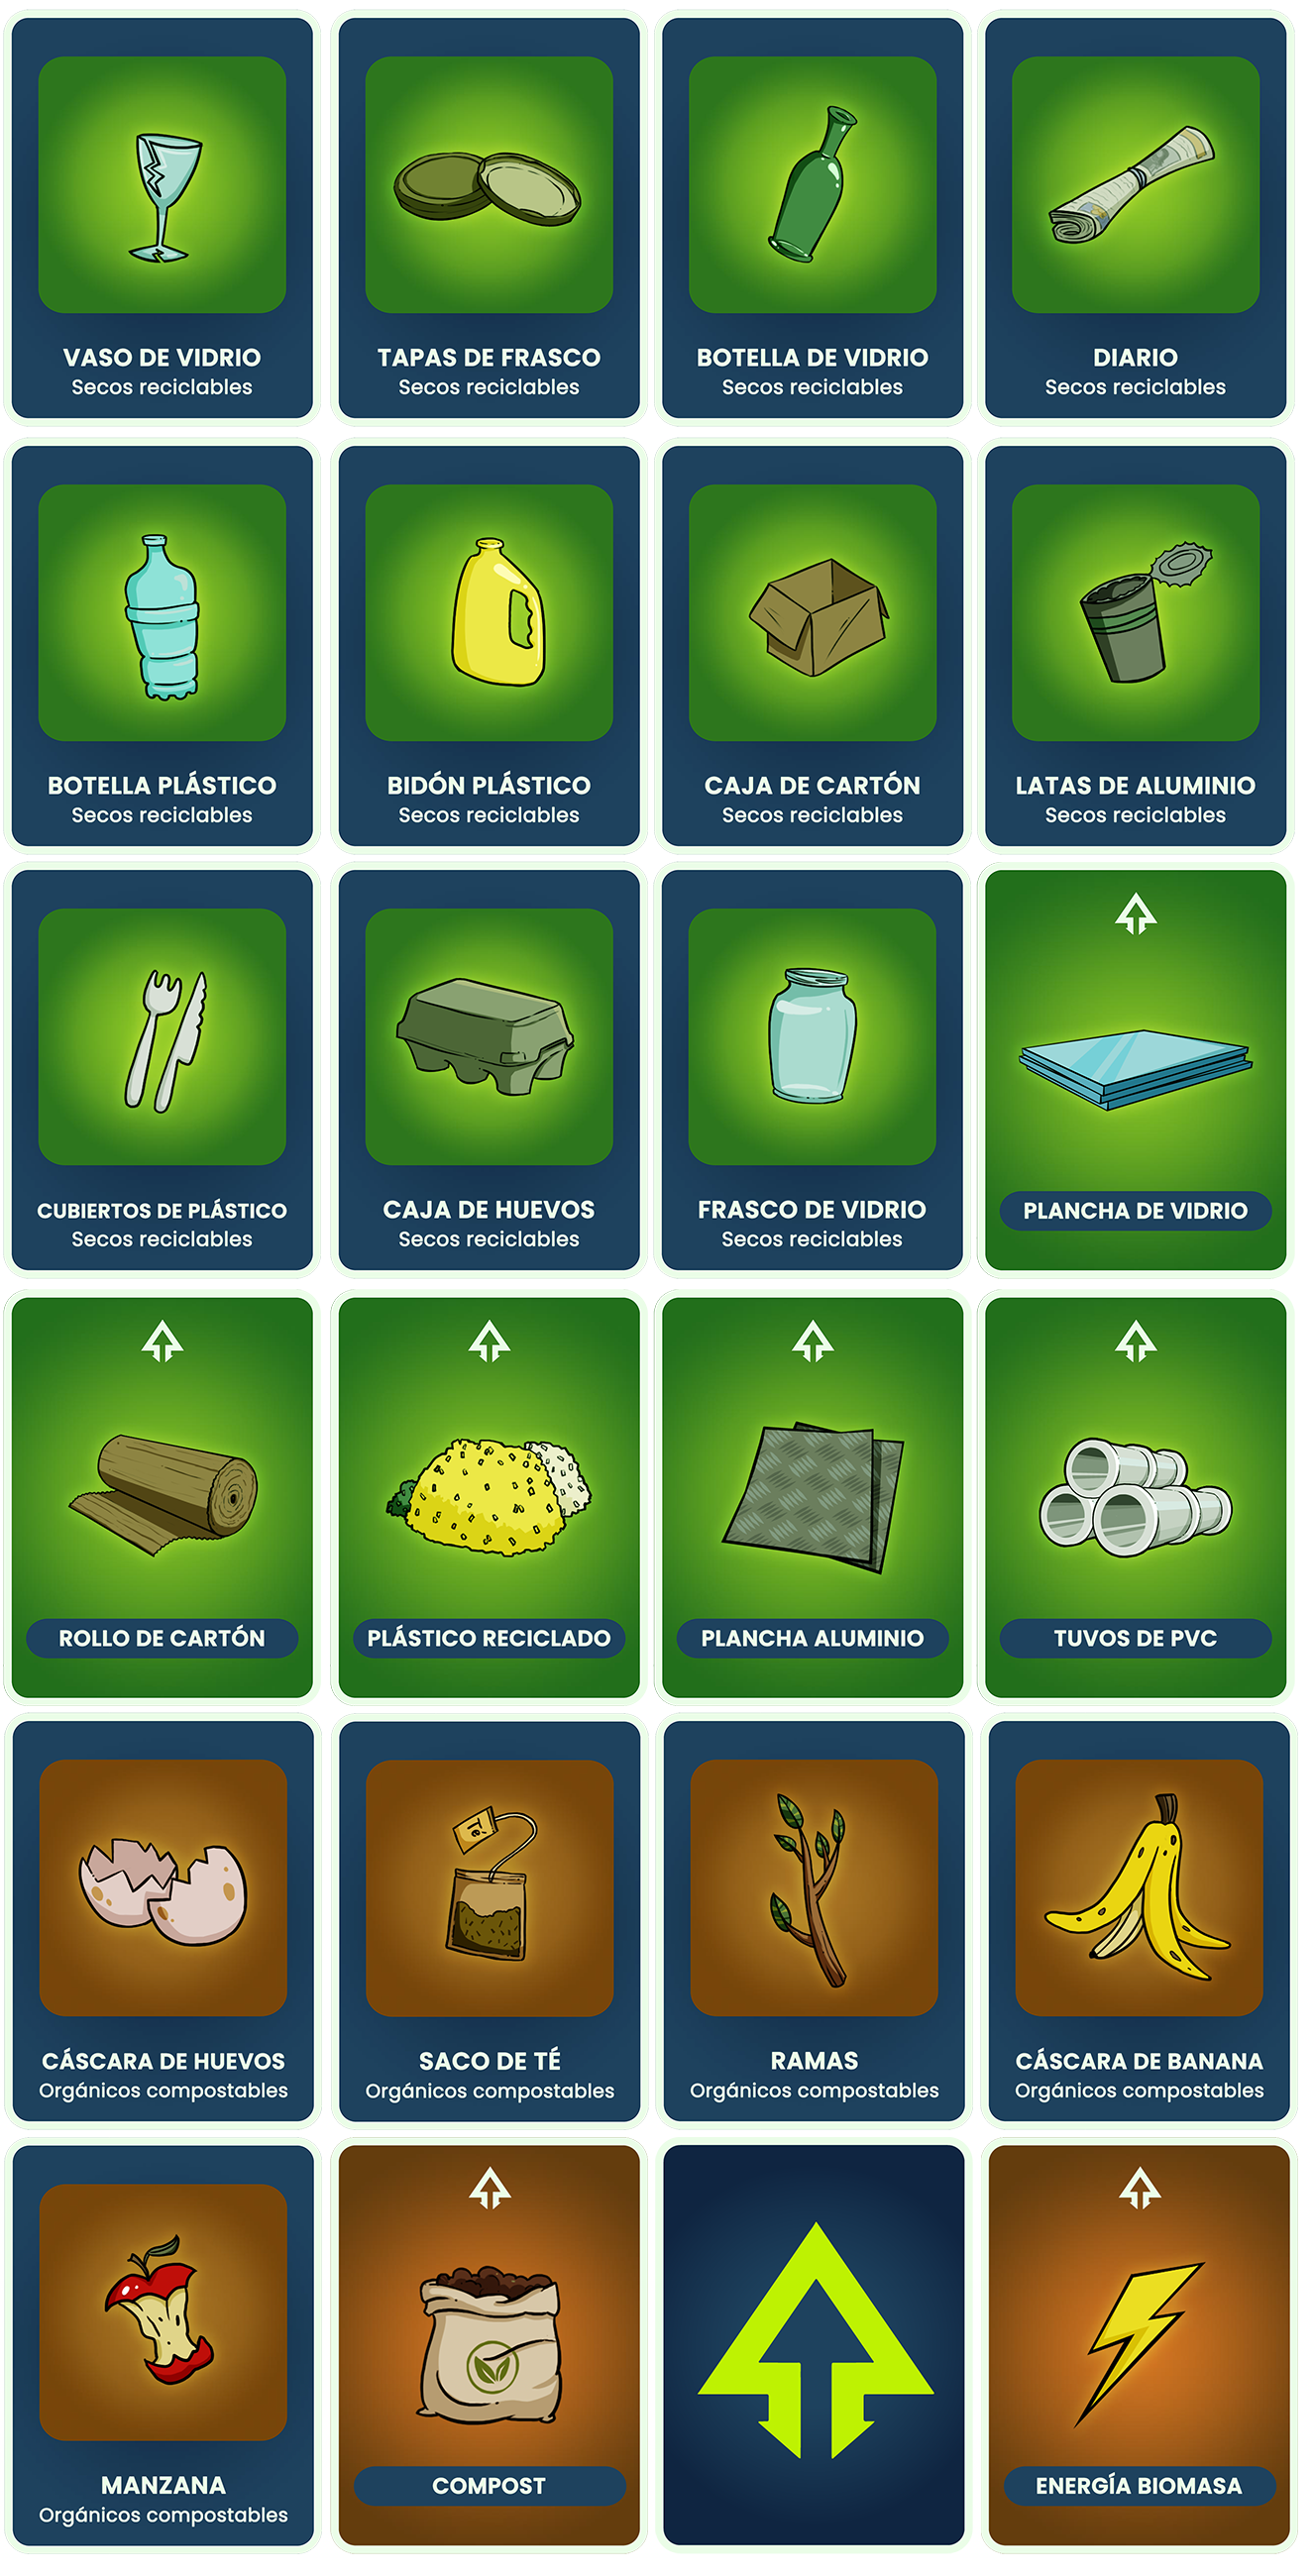 VASO DE VIDRIO
Secos reciclables
TAPAS DE FRASCO
Secos reciclables
BOTELLA DE VIDRIO
Secos reciclables
DIARIO
Secos reciclables
BOTELLA PLÁSTICO
Secos reciclables
BIDÓN PLÁSTICO
Secos reciclables
CAJA DE CARTÓN
Secos reciclables
LATAS DE ALUMINIO
Secos reciclables
CUBIERTOS DE PLÁSTICO
Secos reciclables
CAJA DE HUEVOS
Secos reciclables
FRASCO DE VIDRIO
Secos reciclables
PLANCHA DE VIDRIO
ROLLO DE CARTÓN
PLÁSTICO RECICLADO
PLANCHA ALUMINIO
TUVOS DE PVC
CÁSCARA DE HUEVOS
Orgánicos compostables
Té
SACO DE TÉ
Orgánicos compostables
RAMAS
Orgánicos compostables
CÁSCARA DE BANANA
Orgánicos compostables
MANZANA
Orgánicos compostables
COMPOST
ENERGÍA BIOMASA